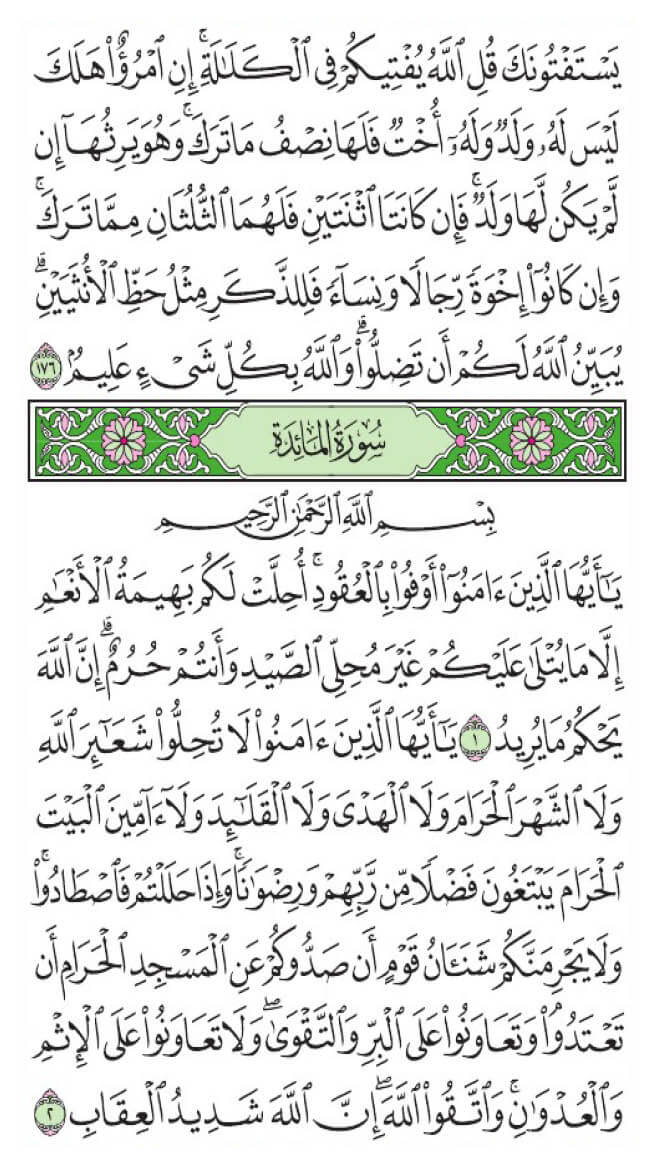 يَسْتَفْتُونَكَ قُلِ ٱللَّهُ يُفْتِيكُمْ فِى ٱلْكَلَـٰلَةِ ۚ إِنِ ٱمْرُؤٌا۟ هَلَكَ
لَيْسَ لَهُۥ وَلَدٌ وَلَهُۥٓ أُخْتٌ فَلَهَا نِصْفُ مَا تَرَكَ ۚ وَهُوَ يَرِثُهَآ إِن
لَّمْ يَكُن لَّهَا وَلَدٌ ۚ فَإِن كَانَتَا ٱثْنَتَيْنِ فَلَهُمَا ٱلثُّلُثَانِ مِمَّا تَرَكَ ۚ
وَإِن كَانُوٓا۟ إِخْوَةً رِّجَالًا وَنِسَآءً فَلِلذَّكَرِ مِثْلُ حَظِّ ٱلْأُنثَيَيْنِ ۗ
يُبَيِّنُ ٱللَّهُ لَكُمْ أَن تَضِلُّوا۟ ۗ وَٱللَّهُ بِكُلِّ شَىْءٍ عَلِيمٌۢ ١٧٦
سُورَةُ المَائِدَةِ
بِسْمِ ٱللَّهِ ٱلرَّحْمَـٰنِ ٱلرَّحِيمِ
يَـٰٓأَيُّهَا ٱلَّذِينَ ءَامَنُوٓا۟ أَوْفُوا۟ بِٱلْعُقُودِ ۚ أُحِلَّتْ لَكُم بَهِيمَةُ ٱلْأَنْعَـٰمِ
إِلَّا مَا يُتْلَىٰ عَلَيْكُمْ غَيْرَ مُحِلِّى ٱلصَّيْدِ وَأَنتُمْ حُرُمٌ ۗ إِنَّ ٱللَّهَ
يَحْكُمُ مَا يُرِيدُ ١ يَـٰٓأَيُّهَا ٱلَّذِينَ ءَامَنُوا۟ لَا تُحِلُّوا۟ شَعَـٰٓئِرَ ٱللَّهِ
وَلَا ٱلشَّهْرَ ٱلْحَرَامَ وَلَا ٱلْهَدْىَ وَلَا ٱلْقَلَـٰٓئِدَ وَلَآ ءَآمِّينَ ٱلْبَيْتَ
ٱلْحَرَامَ يَبْتَغُونَ فَضْلًا مِّن رَّبِّهِمْ وَرِضْوَٰنًا ۚ وَإِذَا حَلَلْتُمْ فَٱصْطَادُوا۟ ۚ
وَلَا يَجْرِمَنَّكُمْ شَنَـَٔانُ قَوْمٍ أَن صَدُّوكُمْ عَنِ ٱلْمَسْجِدِ ٱلْحَرَامِ أَن
تَعْتَدُوا۟ ۘ وَتَعَاوَنُوا۟ عَلَى ٱلْبِرِّ وَٱلتَّقْوَىٰ ۖ وَلَا تَعَاوَنُوا۟ عَلَى ٱلْإِثْمِ
وَٱلْعُدْوَٰنِ ۚ وَٱتَّقُوا۟ ٱللَّهَ ۖ إِنَّ ٱللَّهَ شَدِيدُ ٱلْعِقَابِ ٢